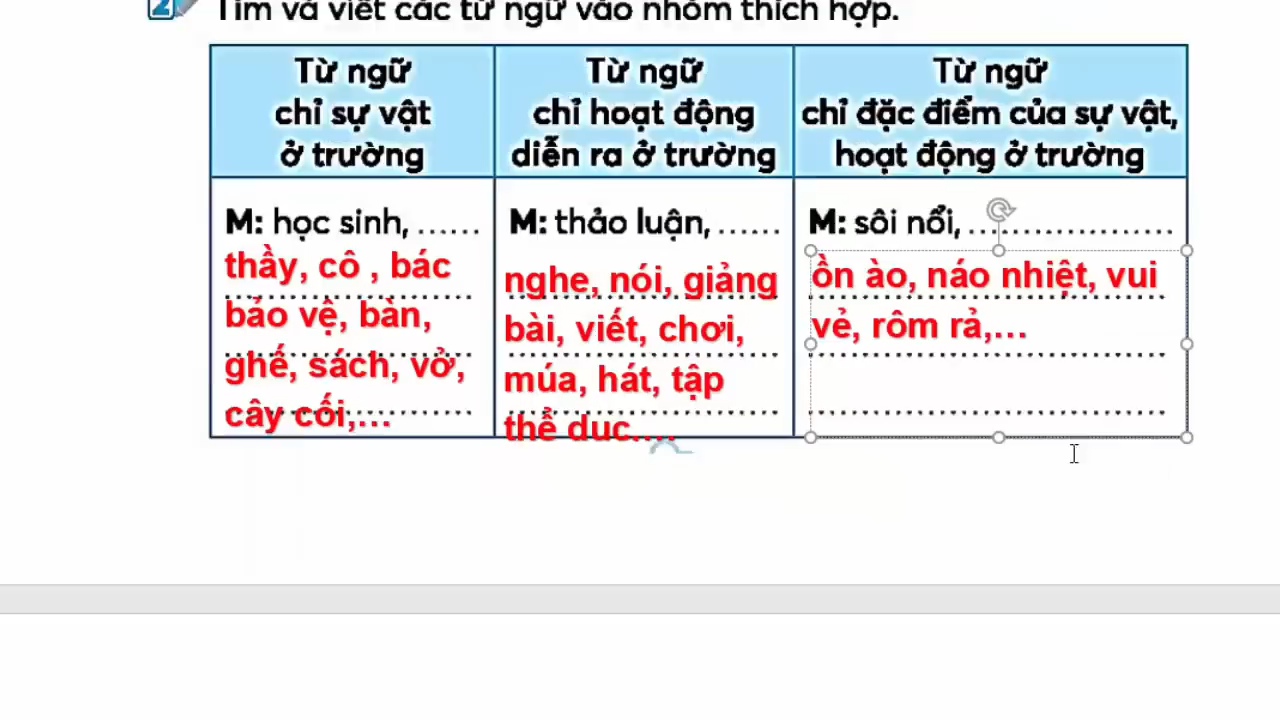 2 Tìm và viết các từ ngữ vào nhóm thích hợp.
Từ ngữ
chỉ sự vật
ở trường
Từ ngữ
chỉ hoạt động
diễn ra ở trường
Từ ngữ
chỉ đặc điểm của sự vật,
hoạt động ở trường
M: học sinh, ......
thầy, cô , bác
bảo vệ, bàn,
ghế, sách, vở,
cây cối,...
M: thảo luận, ......
nghe, nói, giảng
bài, viết, chơi,
múa, hát, tập
thể dục....
M: sôi nổi, ....................
ồn ào, náo nhiệt, vui
vẻ, rôm rả,...